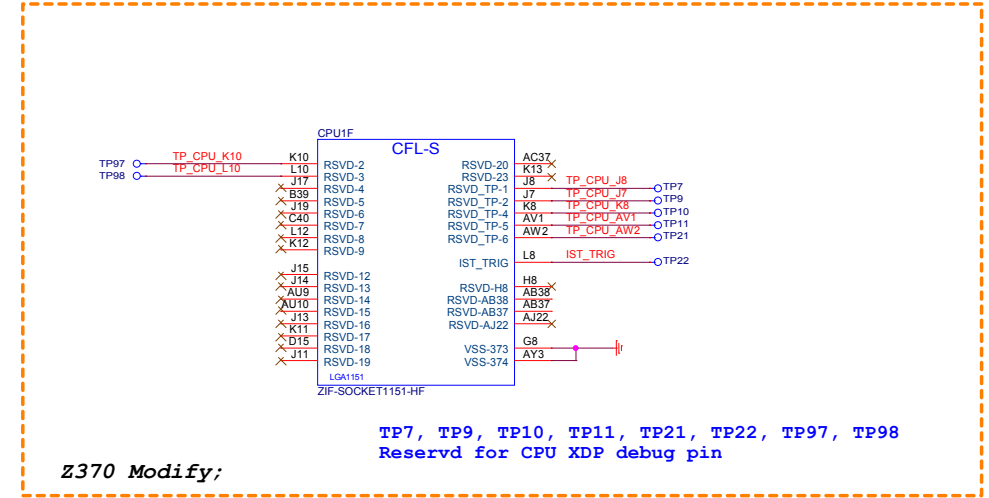 CPU1F
CFL-S
TP97 TP_CPU_K10 K10 RSVD-2
TP98 TP_CPU_L10 L10 RSVD-3
J17 RSVD-4
B39 RSVD-5
J19 RSVD-6
C40 RSVD-7
L12 RSVD-8
K12 RSVD-9
J15 RSVD-12
J14 RSVD-13
AU9 RSVD-14
AU10 RSVD-15
J13 RSVD-16
K11 RSVD-17
D15 RSVD-18
J11 RSVD-19
RSVD-20 AC37
RSVD-23 K13
RSVD_TP-1 J8 TP_CPU_J8 TP7
RSVD_TP-2 J7 TP_CPU_J7 TP9
RSVD_TP-4 K8 TP_CPU_K8 TP10
RSVD_TP-5 AV1 TP_CPU_AV1 TP11
RSVD_TP-6 AW2 TP_CPU_AW2 TP21
IST_TRIG L8 IST_TRIG TP22
RSVD-H8 H8
RSVD-AB38 AB38
RSVD-AB37 AB37
RSVD-AJ22 AJ22
VSS-373 G8
VSS-374 AY3
LGA1151
ZIF-SOCKET1151-HF
TP7, TP9, TP10, TP11, TP21, TP22, TP97, TP98
Reservd for CPU XDP debug pin
Z370 Modify;